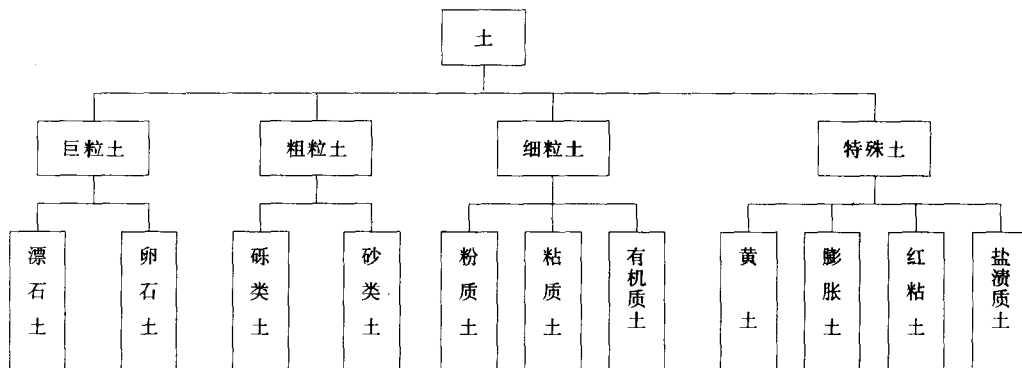 土
巨粒土
粗粒土
细粒土
特殊土
漂石土
卵石土
砾类土
砂类土
粉质土
粘质土
有机质土
黄土
膨胀土
红粘土
盐渍质土